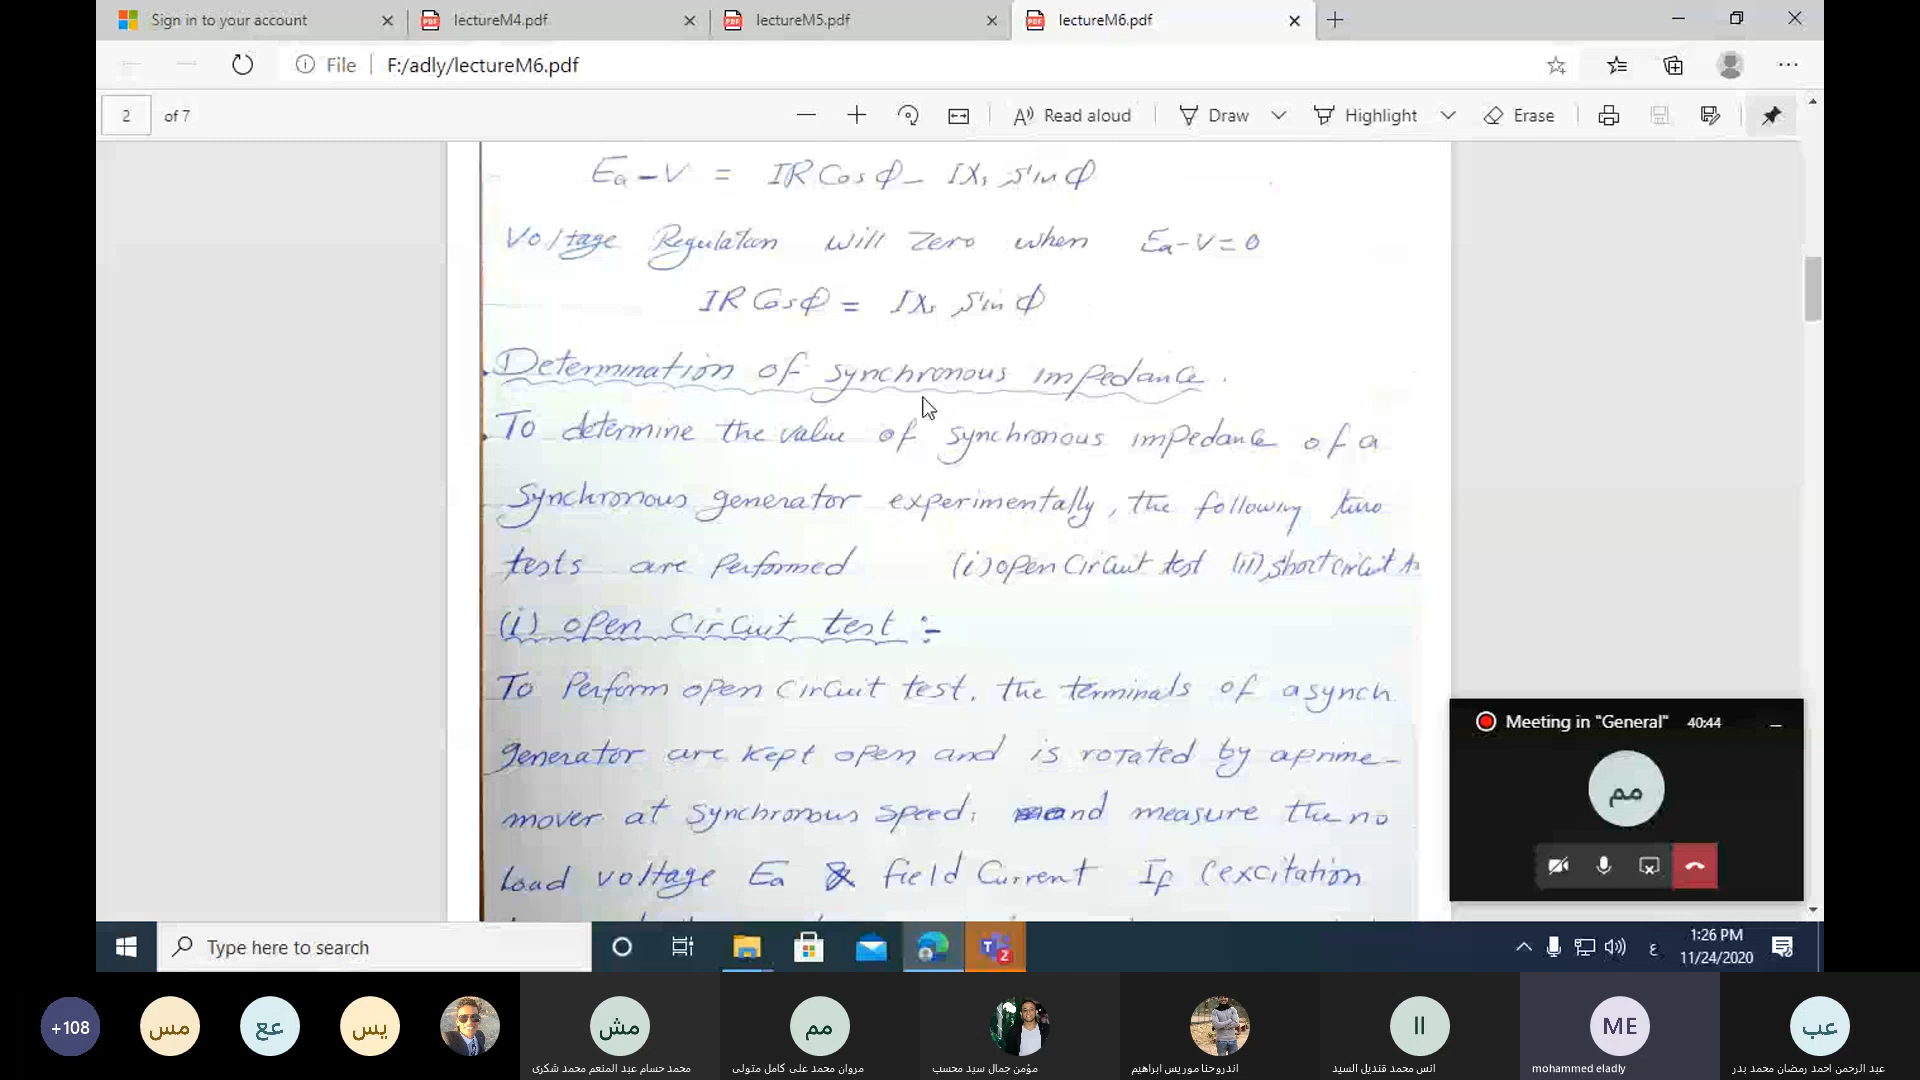 Sign in to your account
lectureM4.pdf
lectureM5.pdf
lectureM6.pdf
File
F:/adly/lectureM6.pdf
2 of 7
Read aloud
Draw
Highlight
Erase
Ea - V = IR Cos ϕ - IXs Sin ϕ
Voltage Regulation will zero when Ea - V = 0
IR Cos ϕ = IXs Sin ϕ
Determination of synchronous impedance.
To determine the value of synchronous impedance of a
synchronous generator experimentally, the following two
tests are performed (i) open circuit test (ii) short circuit
(i) open circuit test :-
To perform open circuit test, the terminals of a synch
generator are kept open and is rotated by a prime-
mover at synchronous speed, and measure the no
load voltage Ea & field current If (excitation
Meeting in "General" 40:44
مم
Type here to search
T
2
ع
1:26 PM
11/24/2020
+108
مس
عع
يس
مش
محمد حسام عبد المنعم محمد شكرى
مم
مروان محمد على كامل متولى
مؤمن جمال سيد محسب
اندروحنا موريس ابراهيم
اا
انس محمد قنديل السيد
ME
mohammed eladly
عب
عبد الرحمن احمد رمضان محمد بدر